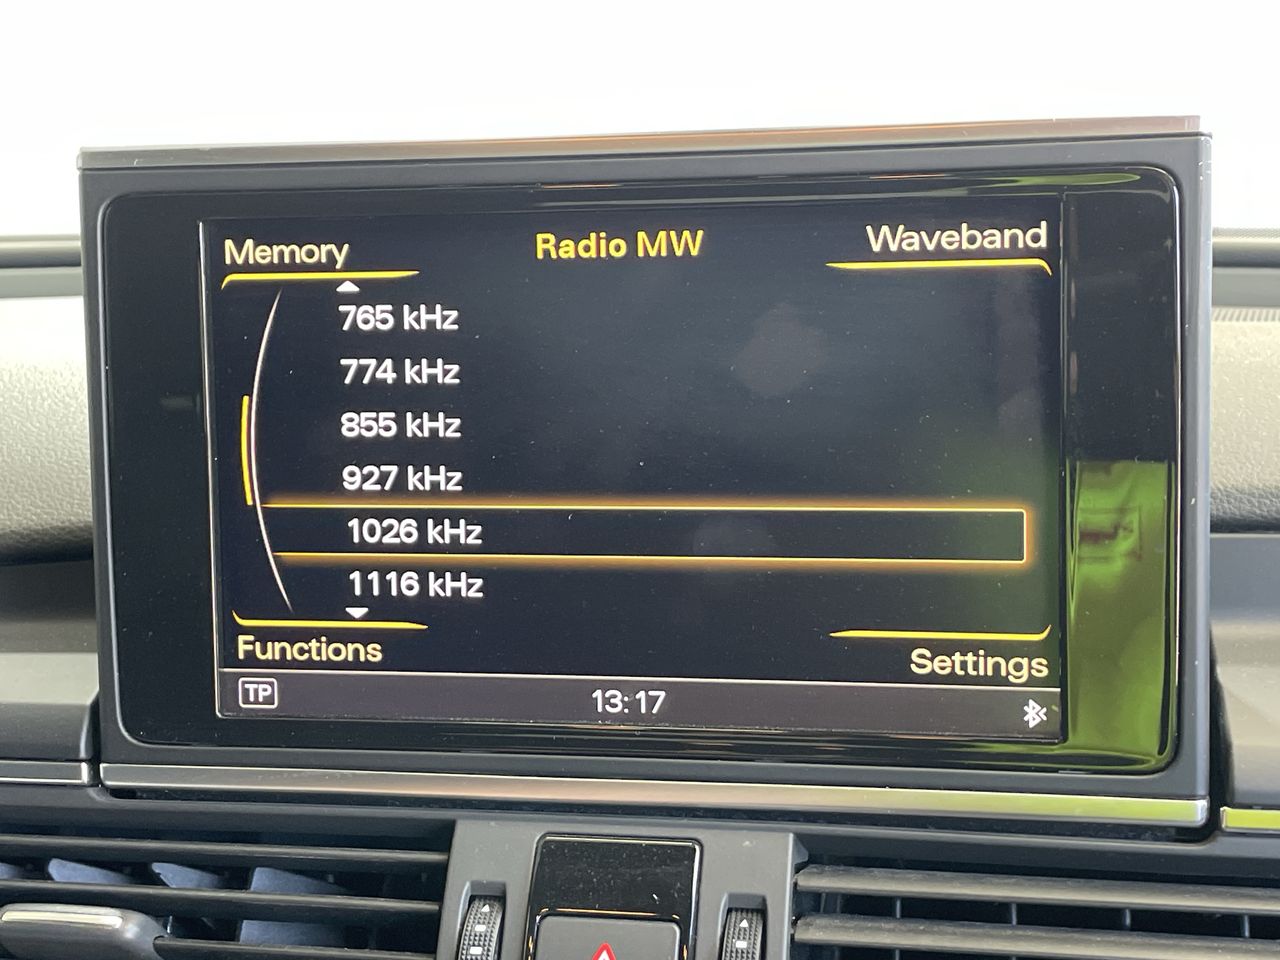 Memory
Radio MW
Waveband
765 kHz
774 kHz
855 kHz
927 kHz
1026 kHz
1116 kHz
Functions
Settings
TP
13:17